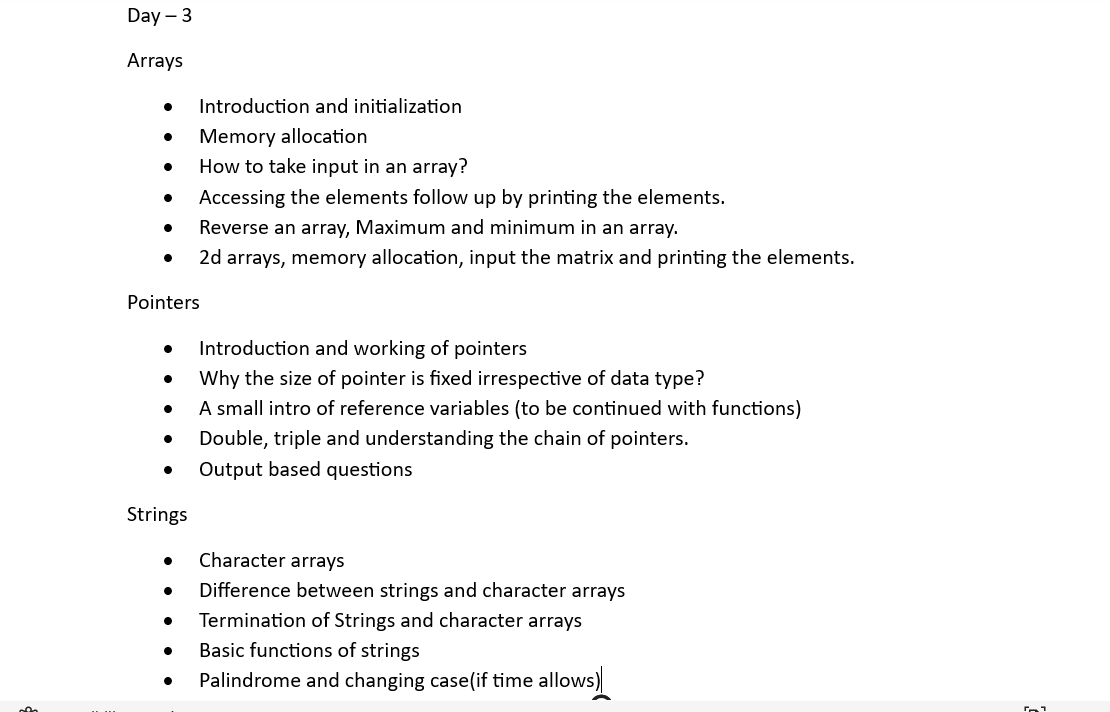 Day – 3
Arrays
• Introduction and initialization
• Memory allocation
• How to take input in an array?
• Accessing the elements follow up by printing the elements.
• Reverse an array, Maximum and minimum in an array.
• 2d arrays, memory allocation, input the matrix and printing the elements.
Pointers
• Introduction and working of pointers
• Why the size of pointer is fixed irrespective of data type?
• A small intro of reference variables (to be continued with functions)
• Double, triple and understanding the chain of pointers.
• Output based questions
Strings
• Character arrays
• Difference between strings and character arrays
• Termination of Strings and character arrays
• Basic functions of strings
• Palindrome and changing case(if time allows)